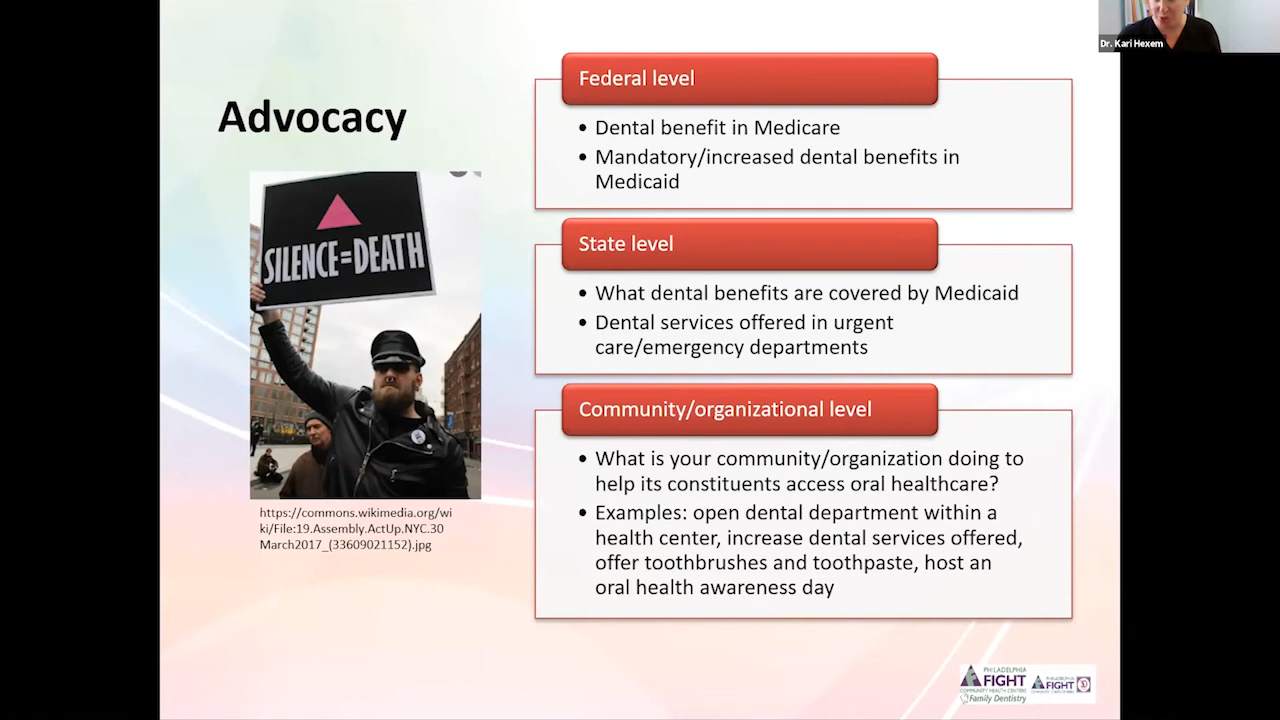 Dr. Kari Hexem
Advocacy
SILENCE=DEATH
https://commons.wikimedia.org/wi
ki/File:19.Assembly.ActUp.NYC.30
March2017_(33609021152).jpg
Federal level
• Dental benefit in Medicare
• Mandatory/increased dental benefits in
Medicaid
State level
• What dental benefits are covered by Medicaid
• Dental services offered in urgent
care/emergency departments
Community/organizational level
• What is your community/organization doing to
help its constituents access oral healthcare?
• Examples: open dental department within a
health center, increase dental services offered,
offer toothbrushes and toothpaste, host an
oral health awareness day
PHILADELPHIA
FIGHT
COMMUNITY HEALTH CENTERS
Family Dentistry
PHILADELPHIA
FIGHT